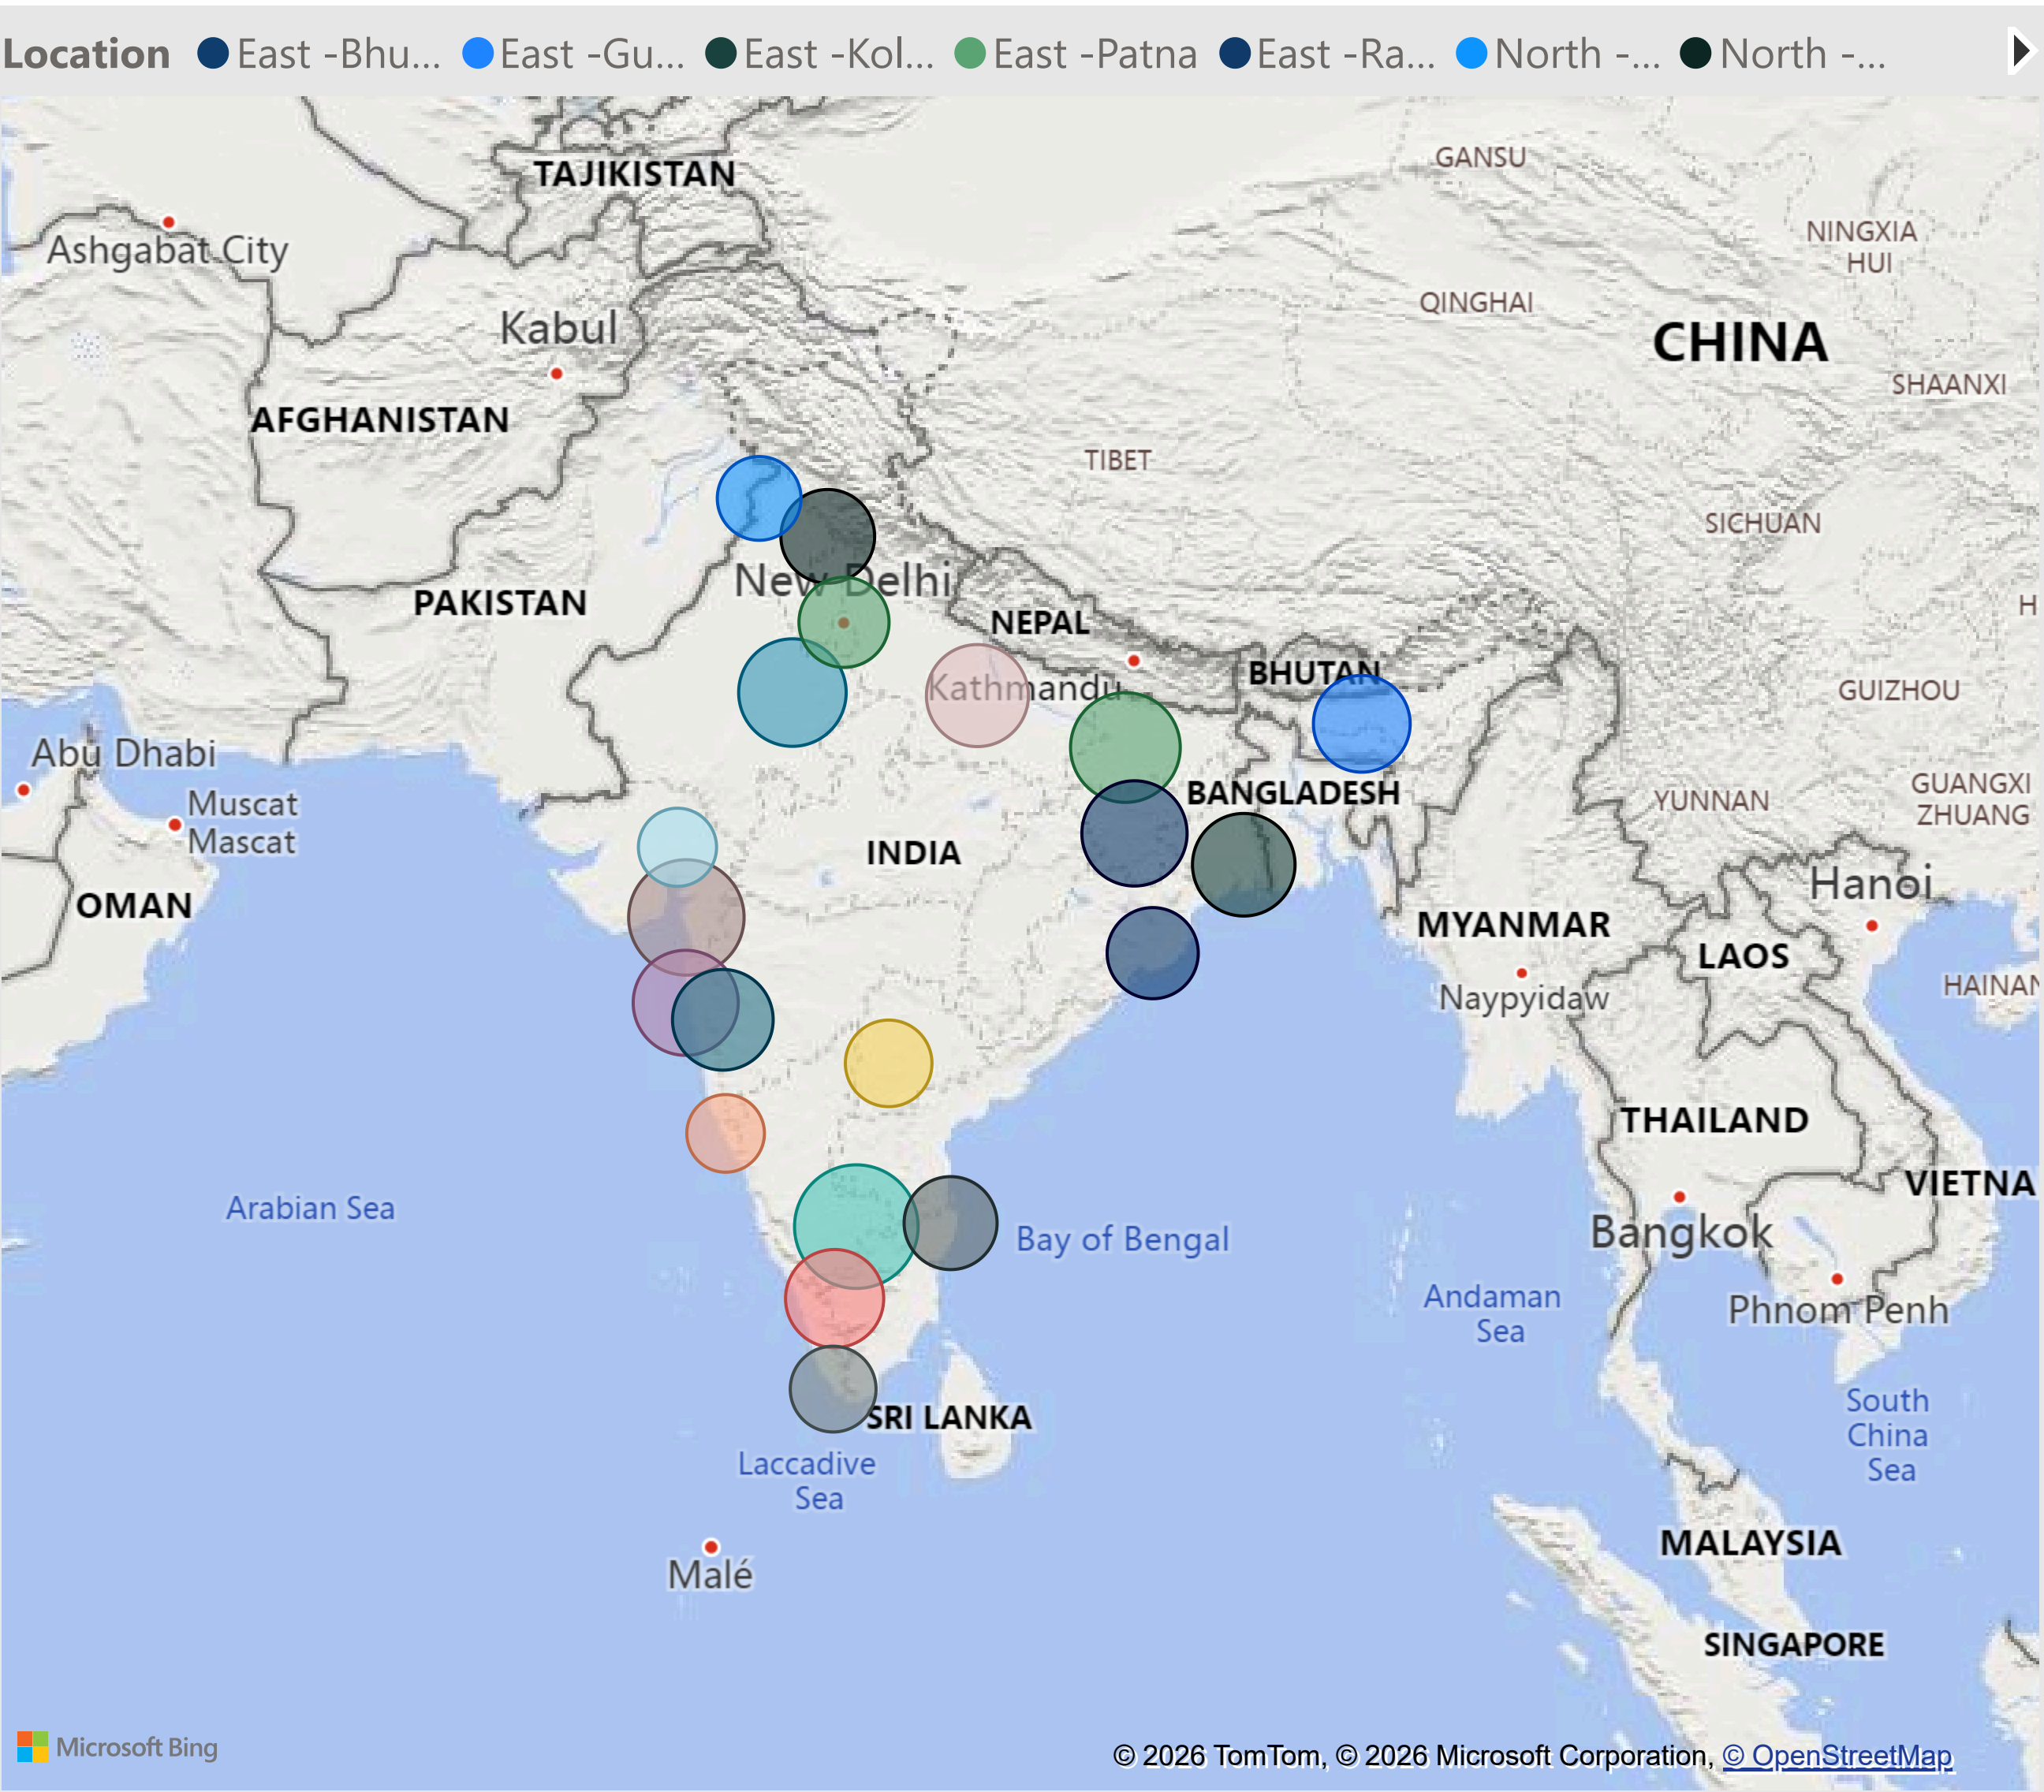 Location East -Bhu... East -Gu... East -Kol... East -Patna East -Ra... North -... North -...
GANSU
TAJIKISTAN
NINGXIA
HUI
Ashgabat City
QINGHAI
Kabul
CHINA
SHAANXI
AFGHANISTAN
TIBET
SICHUAN
New Delhi
PAKISTAN
H
NEPAL
BHUTAN
Kathmandu
GUIZHOU
Abu Dhabi
GUANGXI
ZHUANG
BANGLADESH
YUNNAN
Muscat
Mascat
INDIA
Hanoi
OMAN
MYANMAR
LAOS
HAINAN
Naypyidaw
THAILAND
VIETNA
Arabian Sea
Bay of Bengal
Bangkok
Andaman
Sea
Phnom Penh
SRI LANKA
South
China
Sea
Laccadive
Sea
MALAYSIA
Malé
SINGAPORE
Microsoft Bing
© 2026 TomTom, © 2026 Microsoft Corporation, © OpenStreetMap